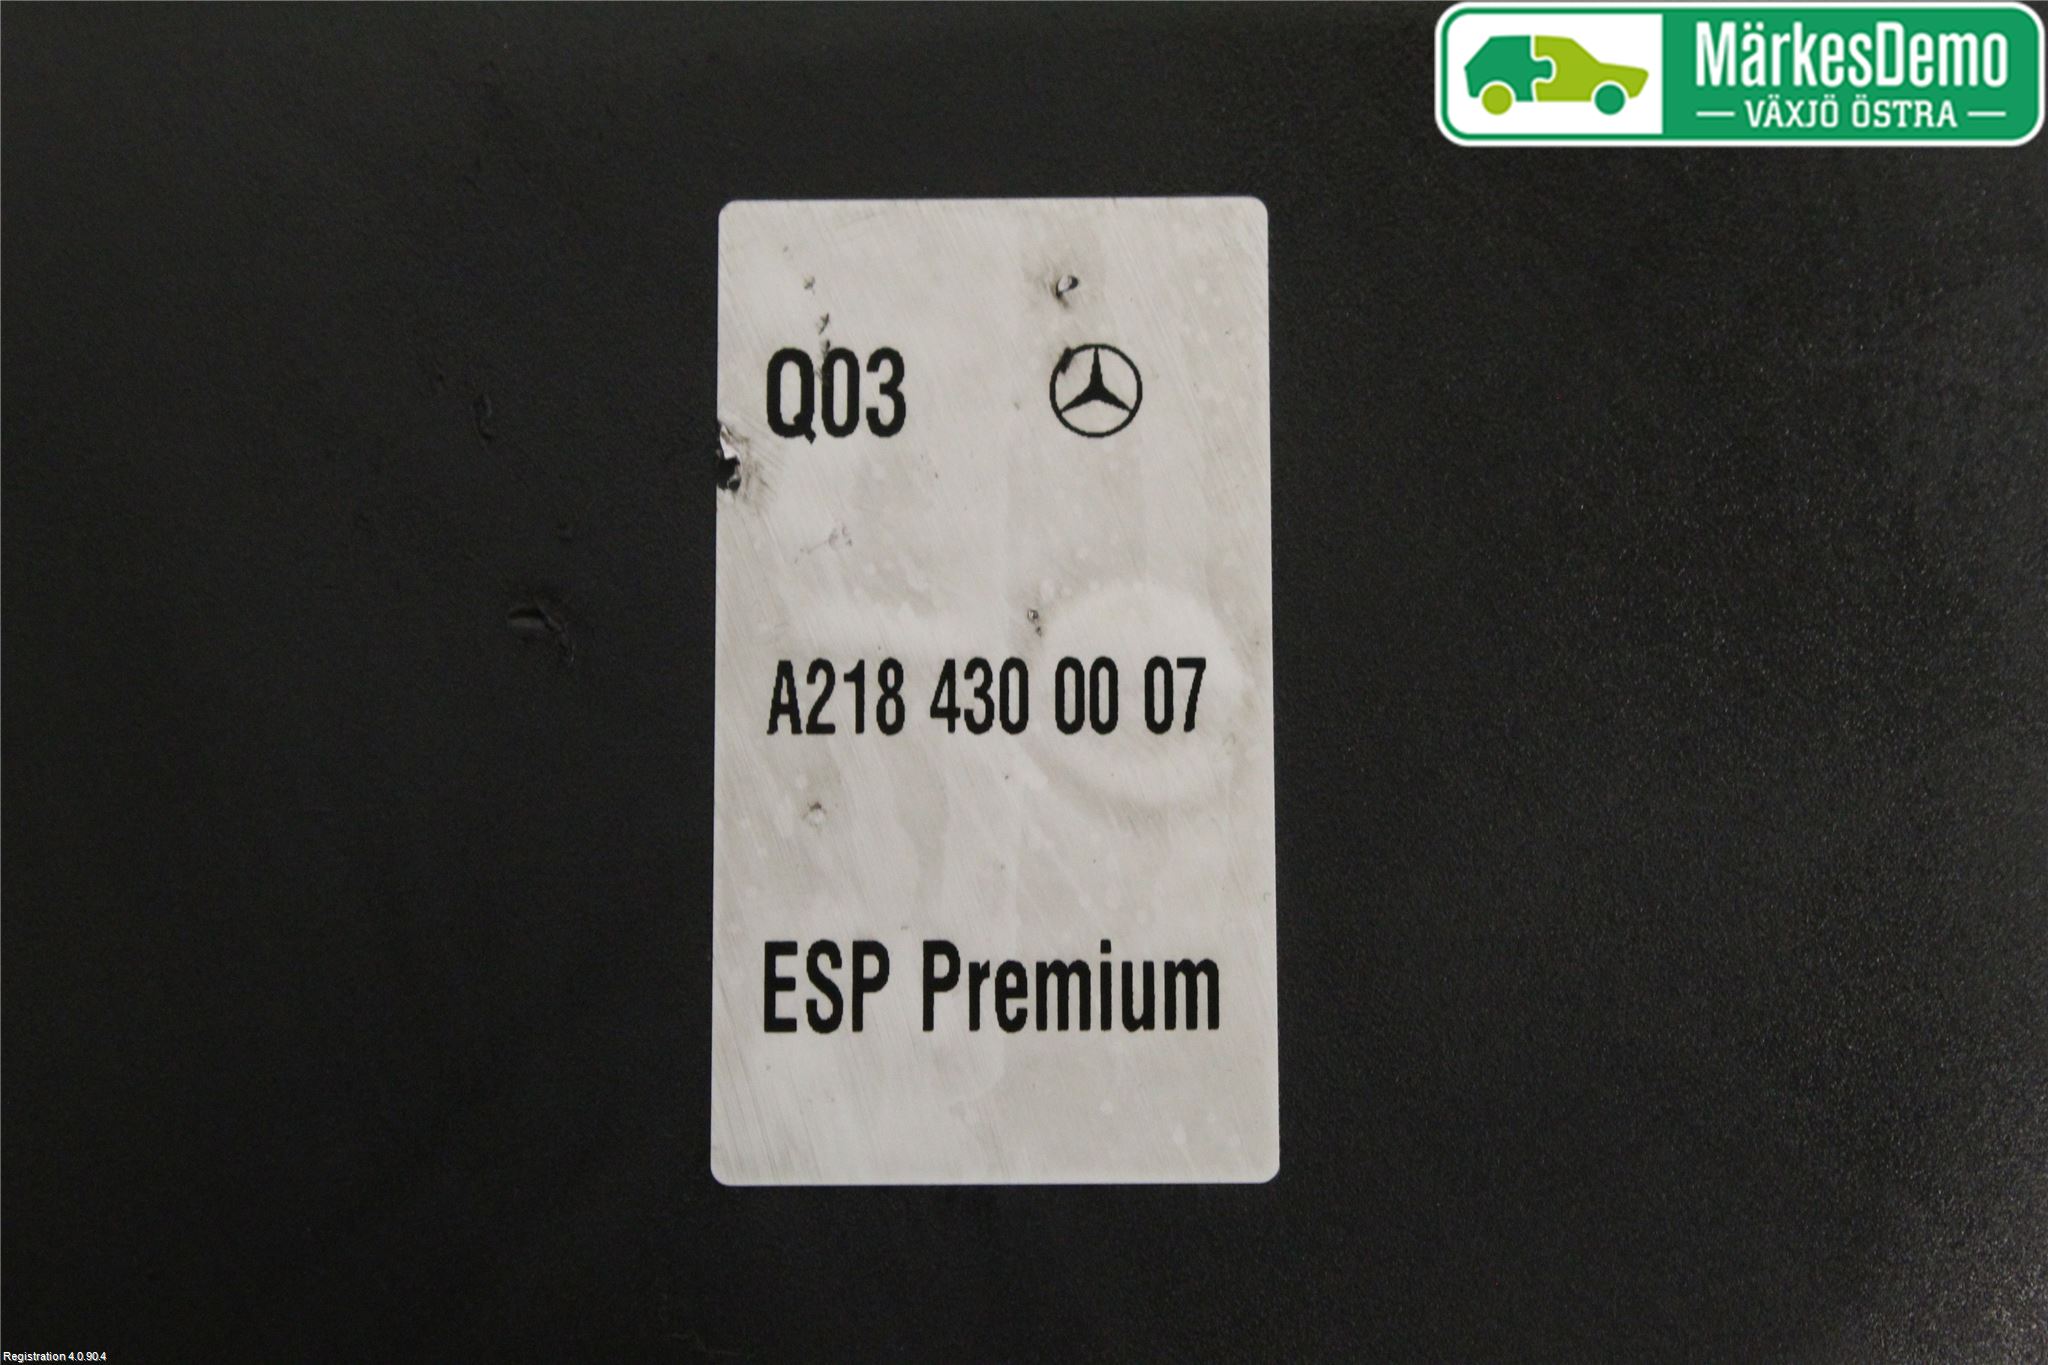 MärkesDemo
VÄXJÖ ÖSTRA
Q03
A218 430 00 07
ESP Premium
Registration 4.0.90.4